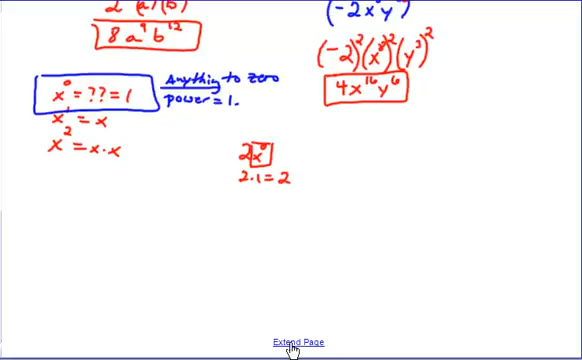 2 (a)(b)
8a⁹b¹²
x⁰ = ?? = 1
Anything to zero
power = 1.
x¹ = x
x² = x·x
2x⁰
2·1 = 2
(-2x y
(-2)²(x⁸)²(y³)²
4x¹⁶y⁶
Extend Page